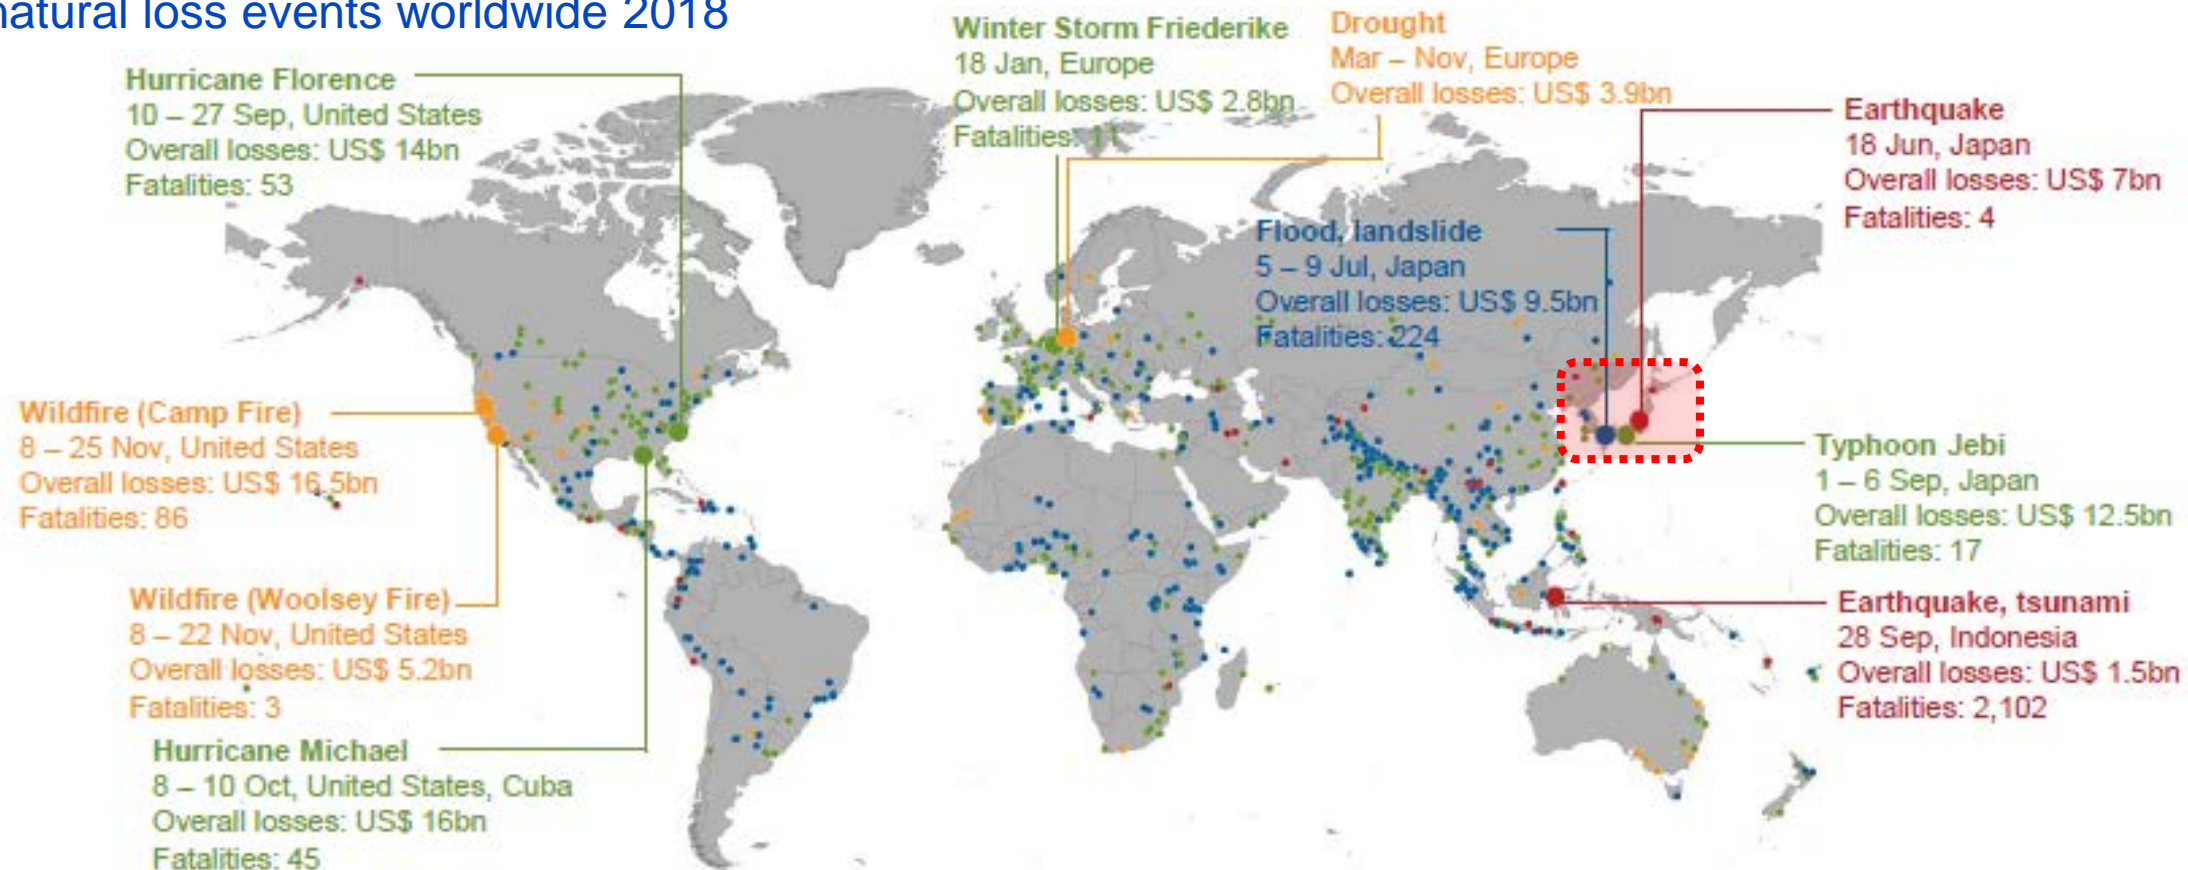 natural loss events worldwide 2018
Winter Storm Friederike
18 Jan, Europe
Overall losses: US$ 2.8bn
Fatalities: 11
Drought
Mar – Nov, Europe
Overall losses: US$ 3.9bn
Hurricane Florence
10 – 27 Sep, United States
Overall losses: US$ 14bn
Fatalities: 53
Earthquake
18 Jun, Japan
Overall losses: US$ 7bn
Fatalities: 4
Flood, landslide
5 – 9 Jul, Japan
Overall losses: US$ 9.5bn
Fatalities: 224
Wildfire (Camp Fire)
8 – 25 Nov, United States
Overall losses: US$ 16.5bn
Fatalities: 86
Typhoon Jebi
1 – 6 Sep, Japan
Overall losses: US$ 12.5bn
Fatalities: 17
Wildfire (Woolsey Fire)
8 – 22 Nov, United States
Overall losses: US$ 5.2bn
Fatalities: 3
Earthquake, tsunami
28 Sep, Indonesia
Overall losses: US$ 1.5bn
Fatalities: 2,102
Hurricane Michael
8 – 10 Oct, United States, Cuba
Overall losses: US$ 16bn
Fatalities: 45